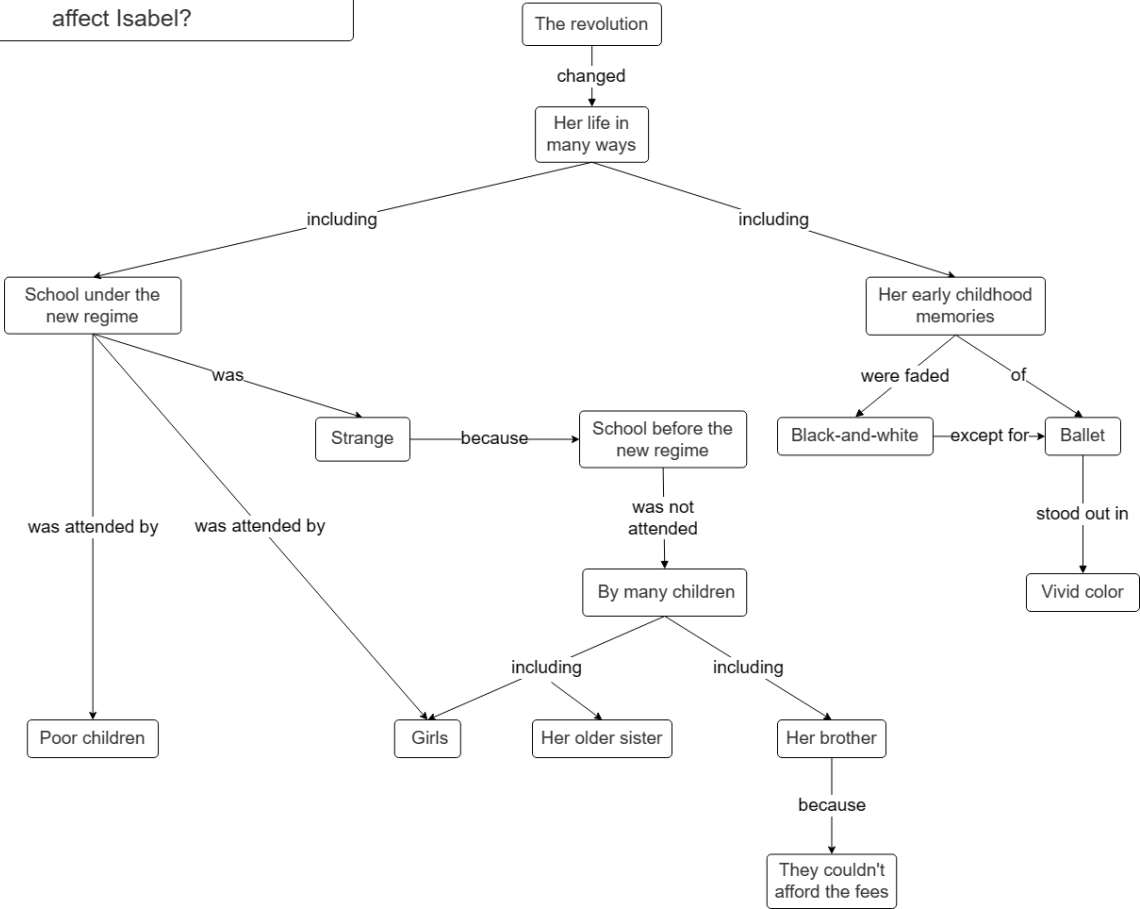 affect Isabel?
The revolution
changed
Her life in
many ways
including
including
School under the
new regime
Her early childhood
memories
was
were faded
of
Strange
because
School before the
new regime
Black-and-white
except for
Ballet
was attended by
was attended by
was not
attended
stood out in
By many children
Vivid color
including
including
Poor children
Girls
Her older sister
Her brother
because
They couldn't
afford the fees